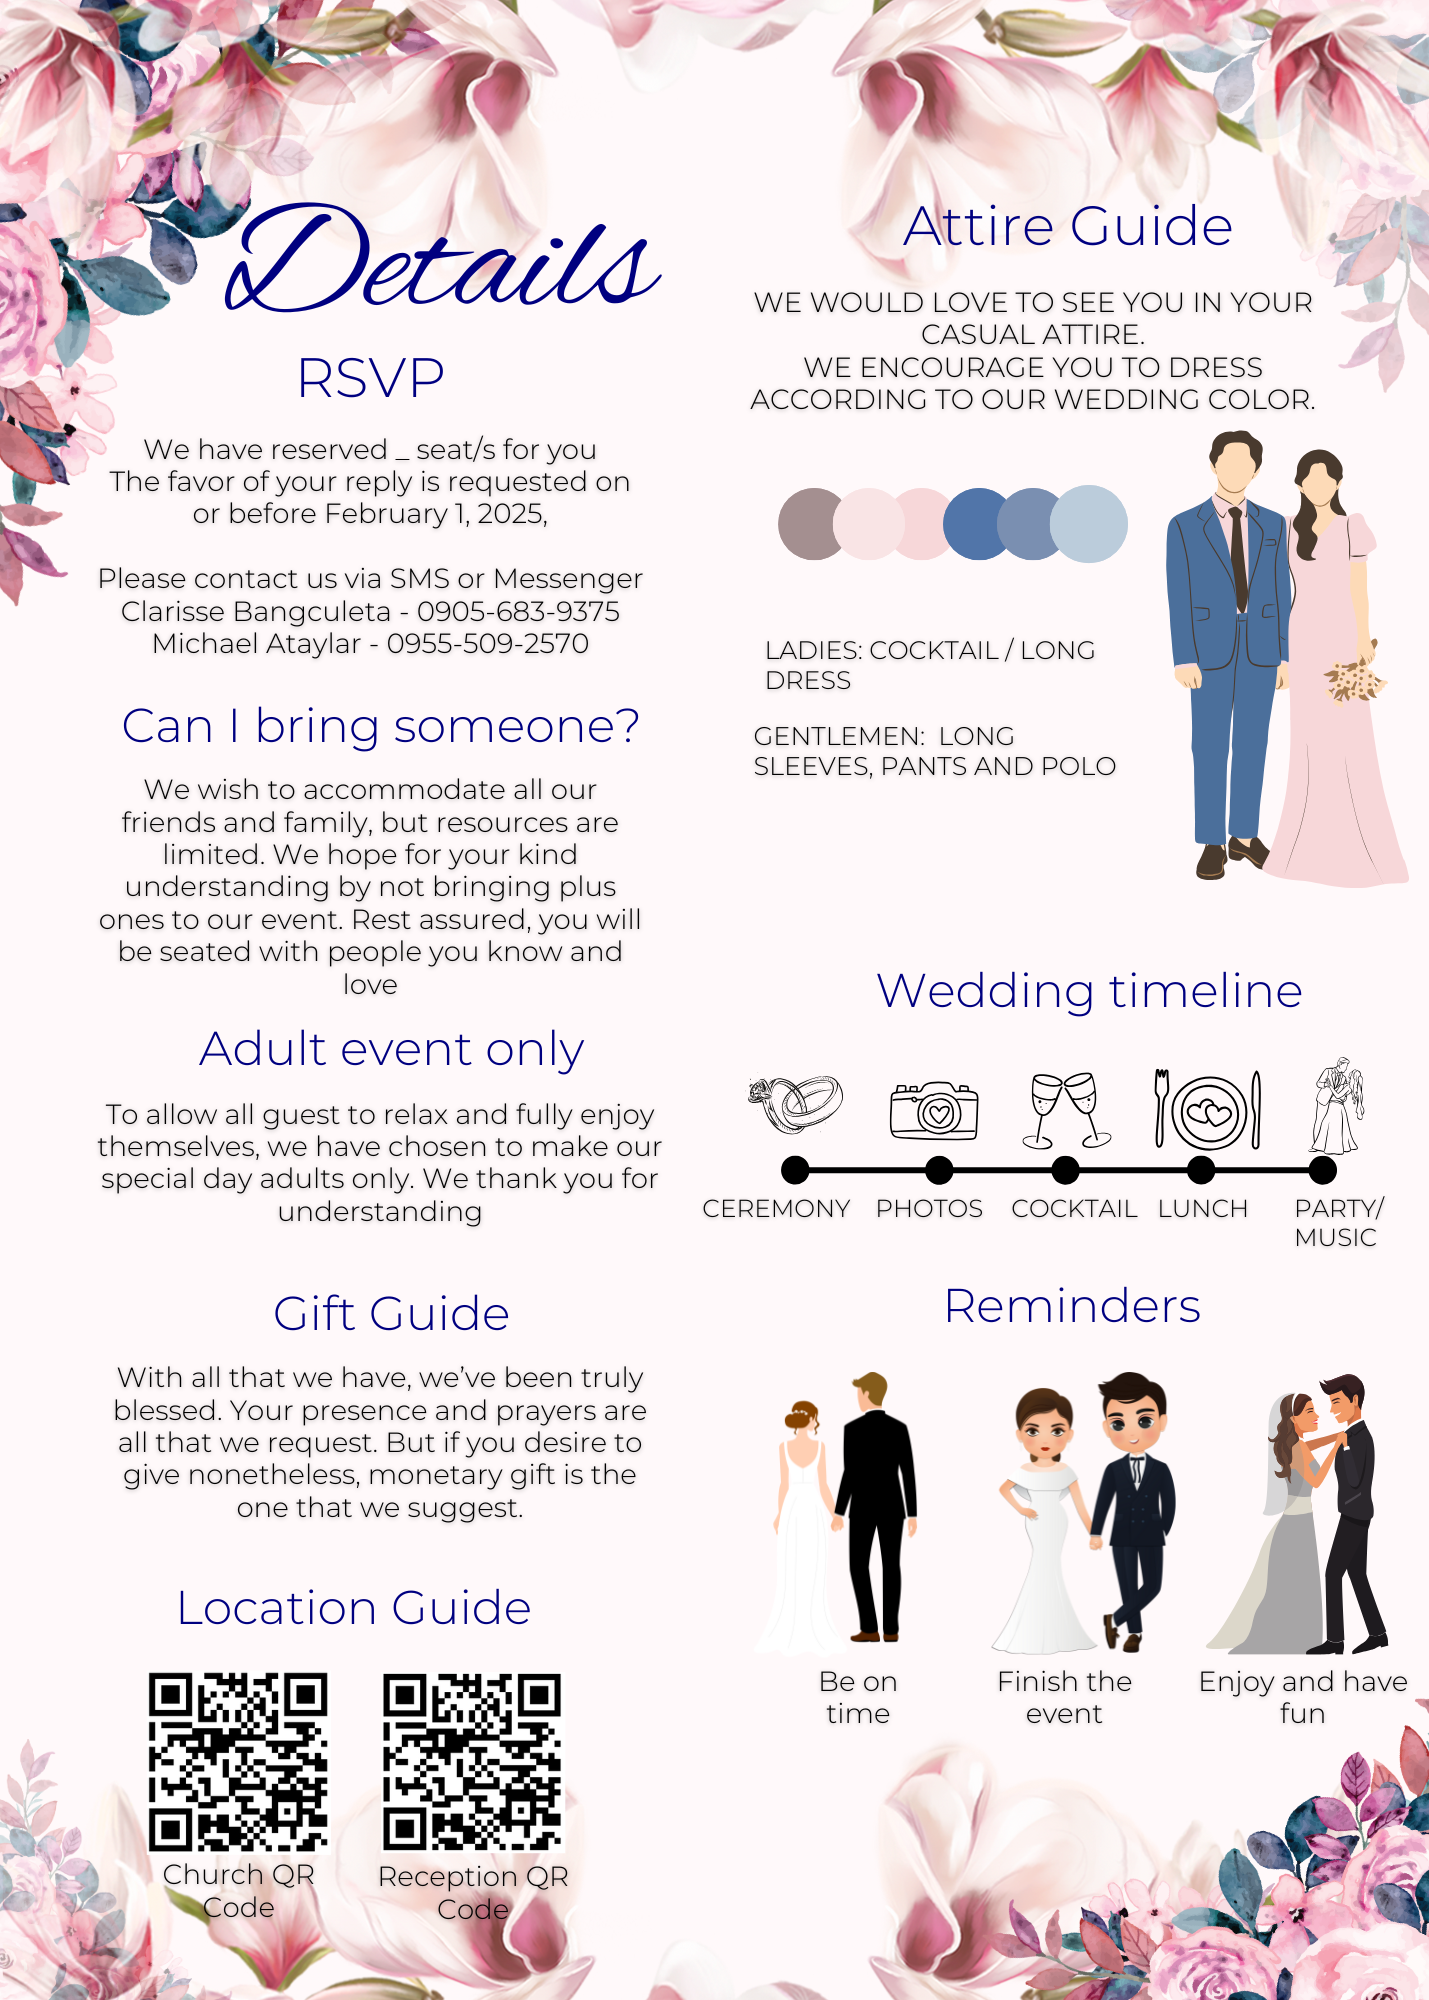 Details
RSVP
We have reserved _ seat/s for you
The favor of your reply is requested on
or before February 1, 2025,
Please contact us via SMS or Messenger
Clarisse Bangculeta - 0905-683-9375
Michael Ataylar - 0955-509-2570
Can I bring someone?
We wish to accommodate all our
friends and family, but resources are
limited. We hope for your kind
understanding by not bringing plus
ones to our event. Rest assured, you will
be seated with people you know and
love
Adult event only
To allow all guest to relax and fully enjoy
themselves, we have chosen to make our
special day adults only. We thank you for
understanding
Gift Guide
With all that we have, we've been truly
blessed. Your presence and prayers are
all that we request. But if you desire to
give nonetheless, monetary gift is the
one that we suggest.
Location Guide
Church QR
Code
Reception QR
Code
Attire Guide
WE WOULD LOVE TO SEE YOU IN YOUR
CASUAL ATTIRE.
WE ENCOURAGE YOU TO DRESS
ACCORDING TO OUR WEDDING COLOR.
LADIES: COCKTAIL / LONG
DRESS
GENTLEMEN:  LONG
SLEEVES, PANTS AND POLO
Wedding timeline
CEREMONY
PHOTOS
COCKTAIL
LUNCH
PARTY/
MUSIC
Reminders
Be on
time
Finish the
event
Enjoy and have
fun